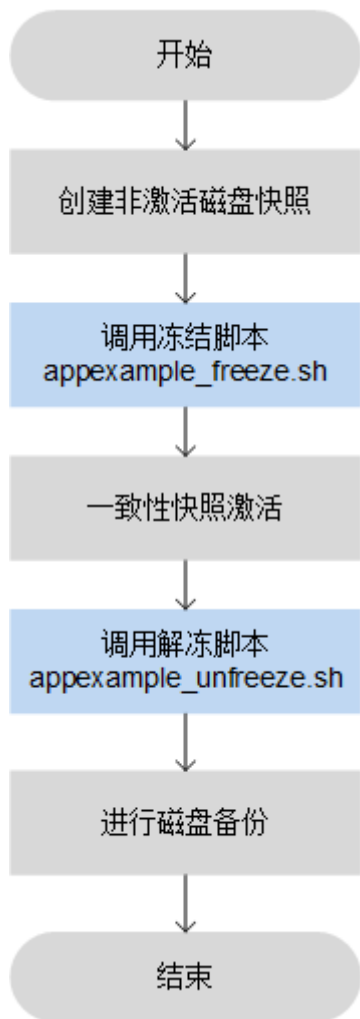 开始
创建非激活磁盘快照
调用冻结脚本
appexample_freeze.sh
一致性快照激活
调用解冻脚本
appexample_unfreeze.sh
进行磁盘备份
结束